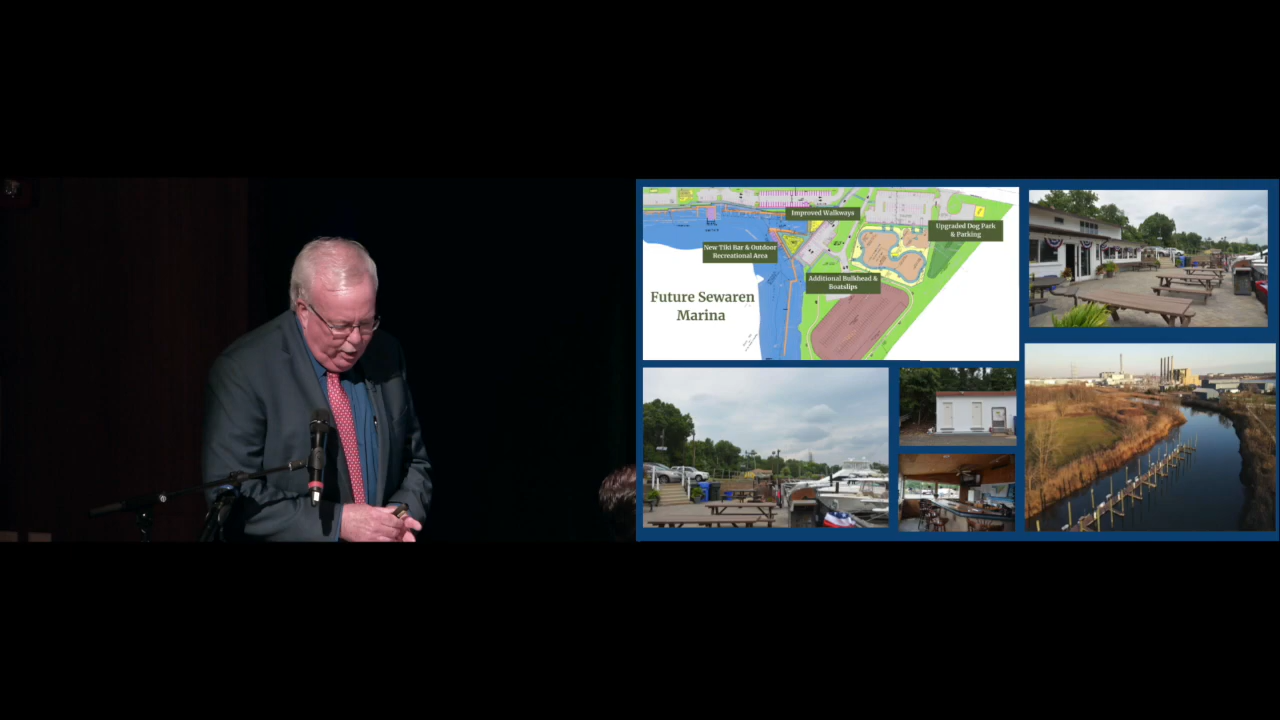 Improved Walkways
Upgraded Dog Park
& Parking
New Tiki Bar & Outdoor
Recreational Area
Additional Bulkhead &
Boatslips
Future Sewaren
Marina